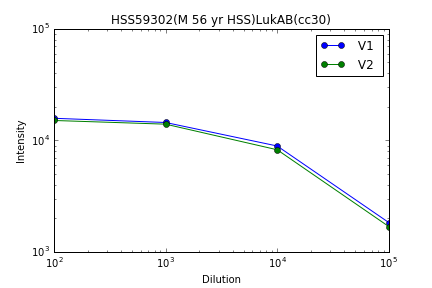 HSS59302(M 56 yr HSS)LukAB(cc30)
10^5
V1
V2
Intensity
10^4
10^3
10^2 10^3 10^4 10^5
Dilution